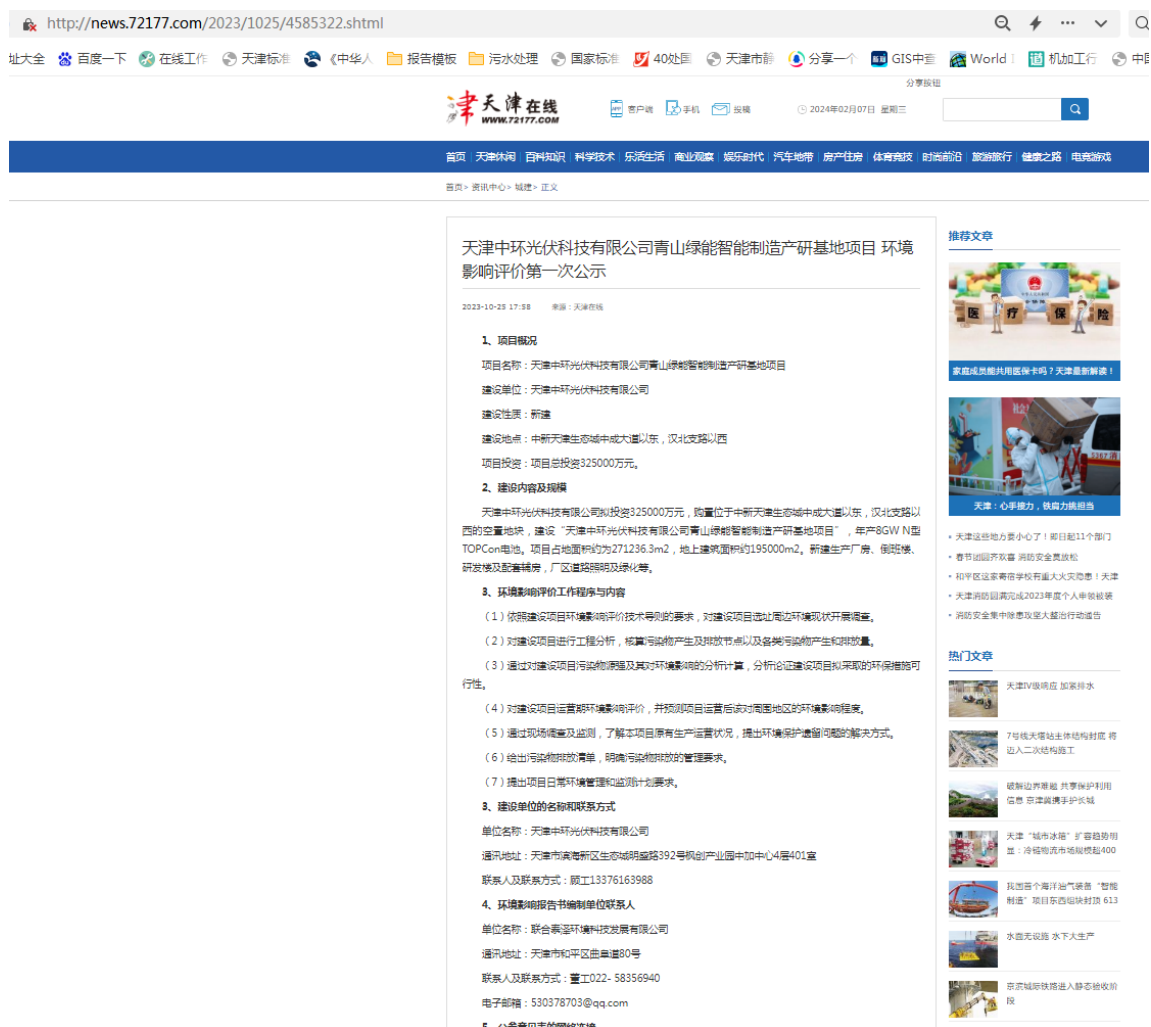 http://news.72177.com/2023/1025/4585322.shtml
址大全 百度一下 在线工作 天津标准 《中华人 报告模板 污水处理 国家标准 40处国 天津市静 分享一个 GIS中查 World 机加工行 中国
分享按钮
津 天津在线
WWW.72177.COM
客户端 手机 投稿
2024年02月07日 星期三
首页 天津休闲 百科知识 科学技术 乐活生活 商业观察 娱乐时代 汽车地带 房产住房 体育竞技 时尚前沿 旅游旅行 健康之路 电竞游戏
首页> 资讯中心> 城建> 正文
天津中环光伏科技有限公司青山绿能智能制造产研基地项目 环境
影响评价第一次公示
2023-10-25 17:58 来源：天津在线
1、项目概况
项目名称：天津中环光伏科技有限公司青山绿能智能制造产研基地项目
建设单位：天津中环光伏科技有限公司
建设性质：新建
建设地点：中新天津生态城中成大道以东，汉北支路以西
项目投资：项目总投资325000万元。
2、建设内容及规模
天津中环光伏科技有限公司拟投资325000万元，购置位于中新天津生态城中成大道以东，汉北支路以
西的空置地块，建设“天津中环光伏科技有限公司青山绿能智能制造产研基地项目”，年产8GW N型
TOPCon电池。项目占地面积约为271236.3m2，地上建筑面积约195000m2。新建生产厂房、倒班楼、
研发楼及配套辅房，厂区道路照明及绿化等。
3、环境影响评价工作程序与内容
（1）依照建设项目环境影响评价技术导则的要求，对建设项目选址周边环境现状开展调查。
（2）对建设项目进行工程分析，核算污染物产生及排放节点以及各类污染物产生和排放量。
（3）通过对建设项目污染物源强及其对环境影响的分析计算，分析论证建设项目拟采取的环保措施可
行性。
（4）对建设项目运营期环境影响评价，并预测项目运营后该对周围地区的环境影响程度。
（5）通过现场调查及监测，了解本项目原有生产运营状况，提出环境保护遗留问题的解决方式。
（6）给出污染物排放清单，明确污染物排放的管理要求。
（7）提出项目日常环境管理和监测计划要求。
3、建设单位的名称和联系方式
单位名称：天津中环光伏科技有限公司
通讯地址：天津市滨海新区生态城明盛路392号枫创产业园中加中心4层401室
联系人及联系方式：顾工13376163988
4、环境影响报告书编制单位联系人
单位名称：联合泰泽环境科技发展有限公司
通讯地址：天津市和平区曲阜道80号
联系人及联系方式：董工022- 58356940
电子邮箱：530378703@qq.com
5、公众意见表的网络连接
推荐文章
医 疗 保 险
家庭成员能共用医保卡吗？天津最新解读！
天津：心手接力，铁肩力挑担当
天津这些地方要小心了！即日起11个部门
春节团圆齐欢喜 消防安全莫放松
和平区这家寄宿学校有重大火灾隐患！天津
天津消防圆满完成2023年度个人申领被装
消防安全集中除患攻坚大整治行动通告
热门文章
天津IV级响应 加紧排水
7号线天塔站主体结构封底 将
迈入二次结构施工
破解边界难题 共享保护利用
信息 京津冀携手护长城
天津“城市冰箱”扩容趋势明
显：冷链物流市场规模超400
我国首个海洋油气装备“智能
制造”项目东西组块封顶 613
水面无设施 水下大生产
京滨城际铁路进入静态验收阶
段